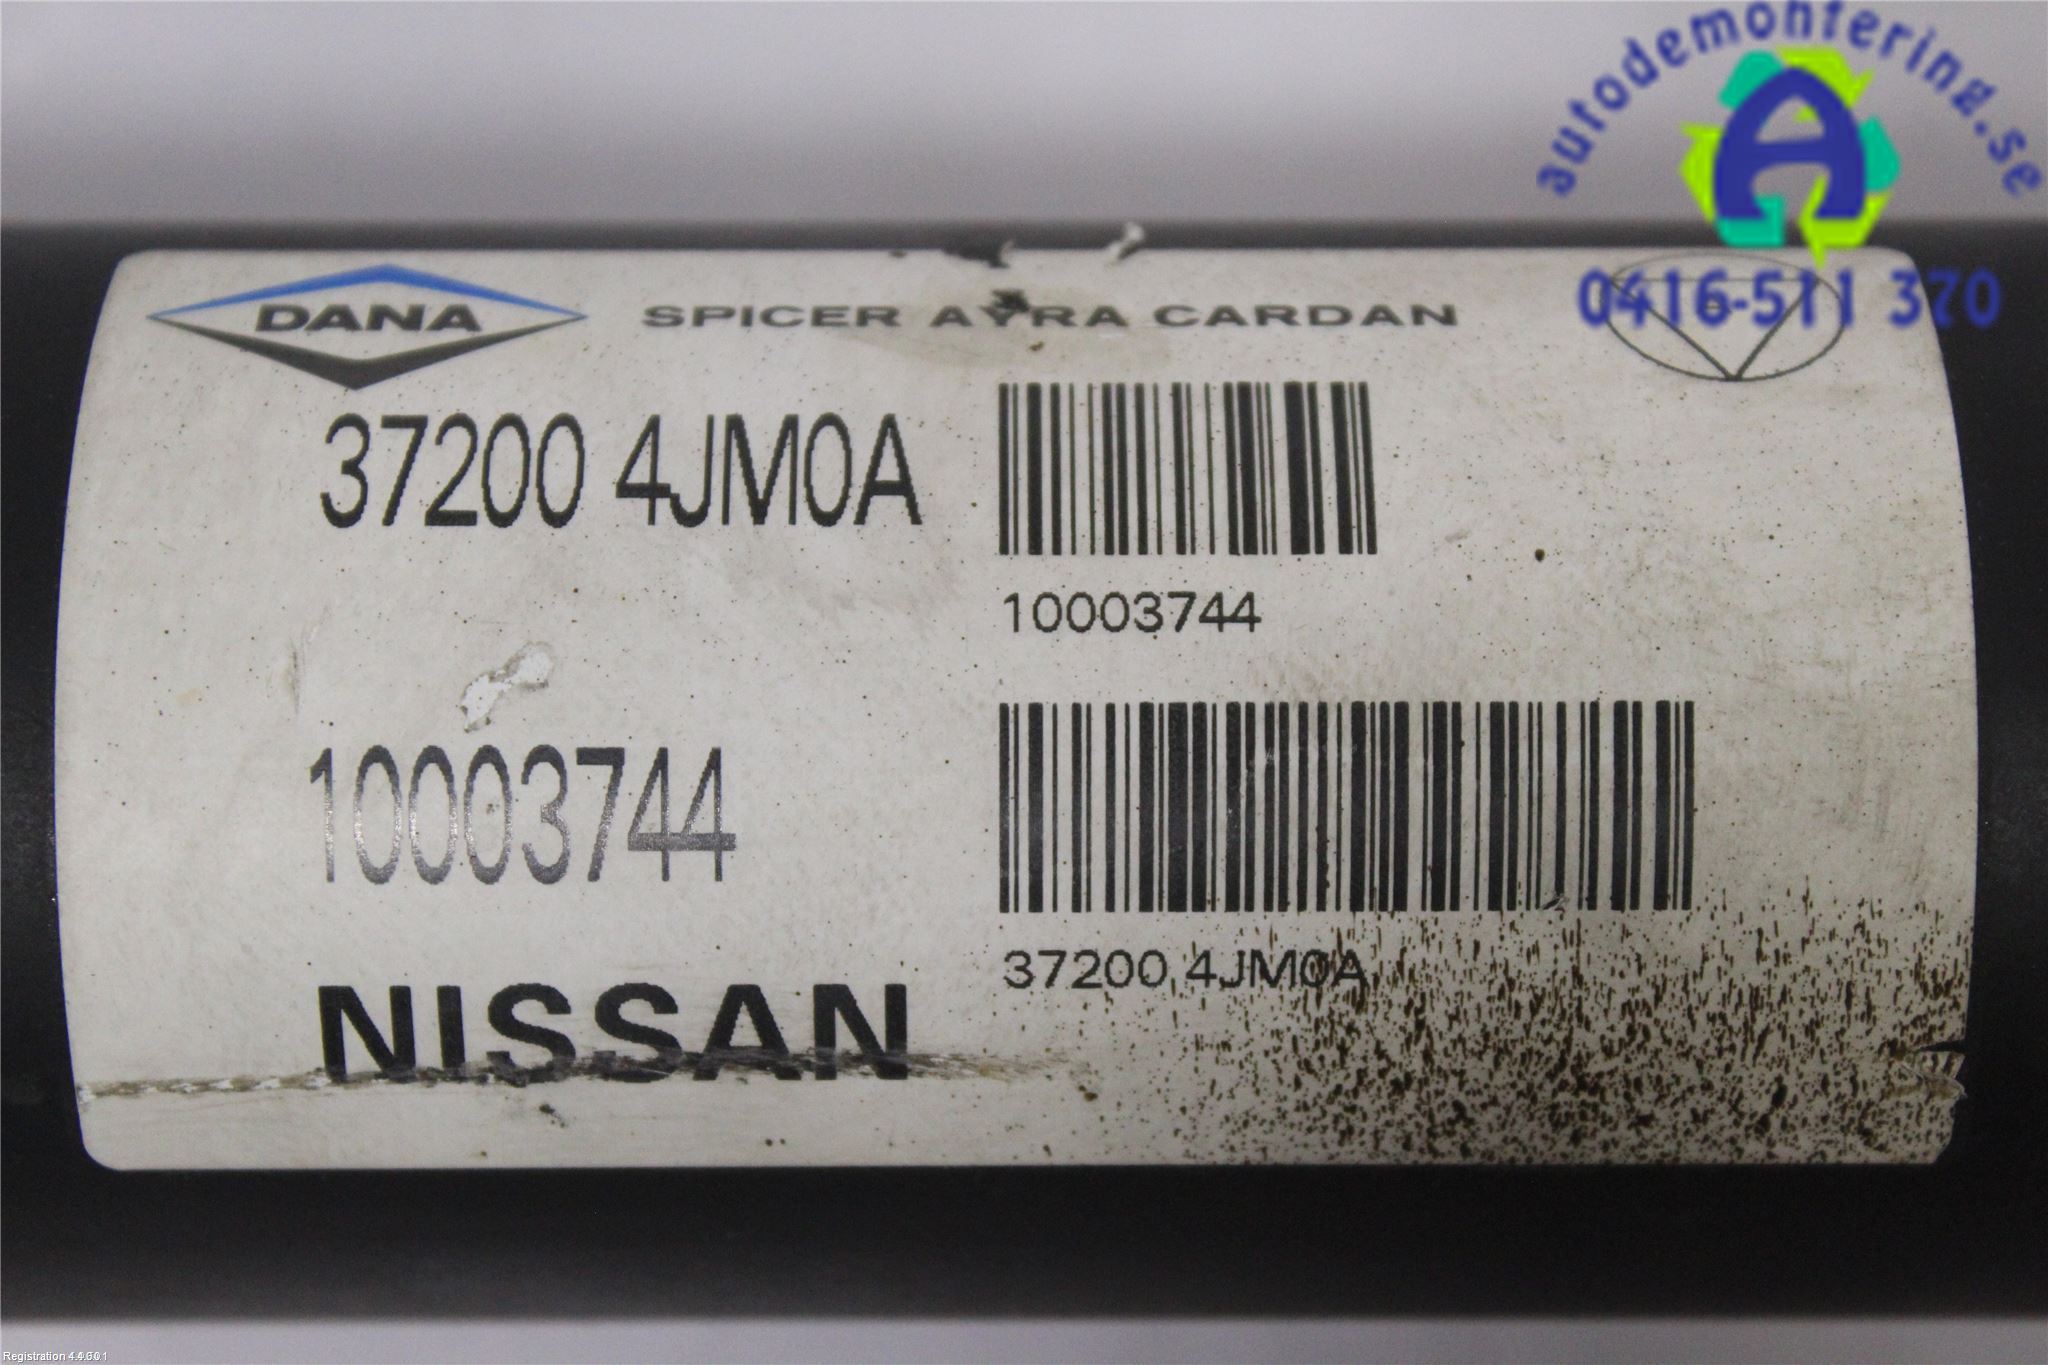 autodemontering.se
A
0416-511 370
DANA
SPICER AYRA CARDAN
37200 4JM0A
10003744
10003744
NISSAN
37200 4JM0A